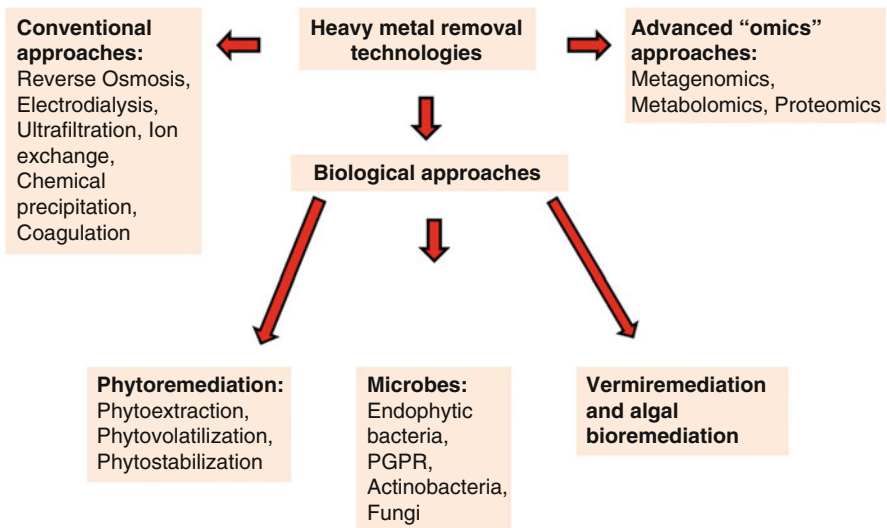 Conventional
approaches:
Reverse Osmosis,
Electrodialysis,
Ultrafiltration, Ion
exchange,
Chemical
precipitation,
Coagulation
Heavy metal removal
technologies
Advanced “omics”
approaches:
Metagenomics,
Metabolomics, Proteomics
Biological approaches
Phytoremediation:
Phytoextraction,
Phytovolatilization,
Phytostabilization
Microbes:
Endophytic
bacteria,
PGPR,
Actinobacteria,
Fungi
Vermiremediation
and algal
bioremediation